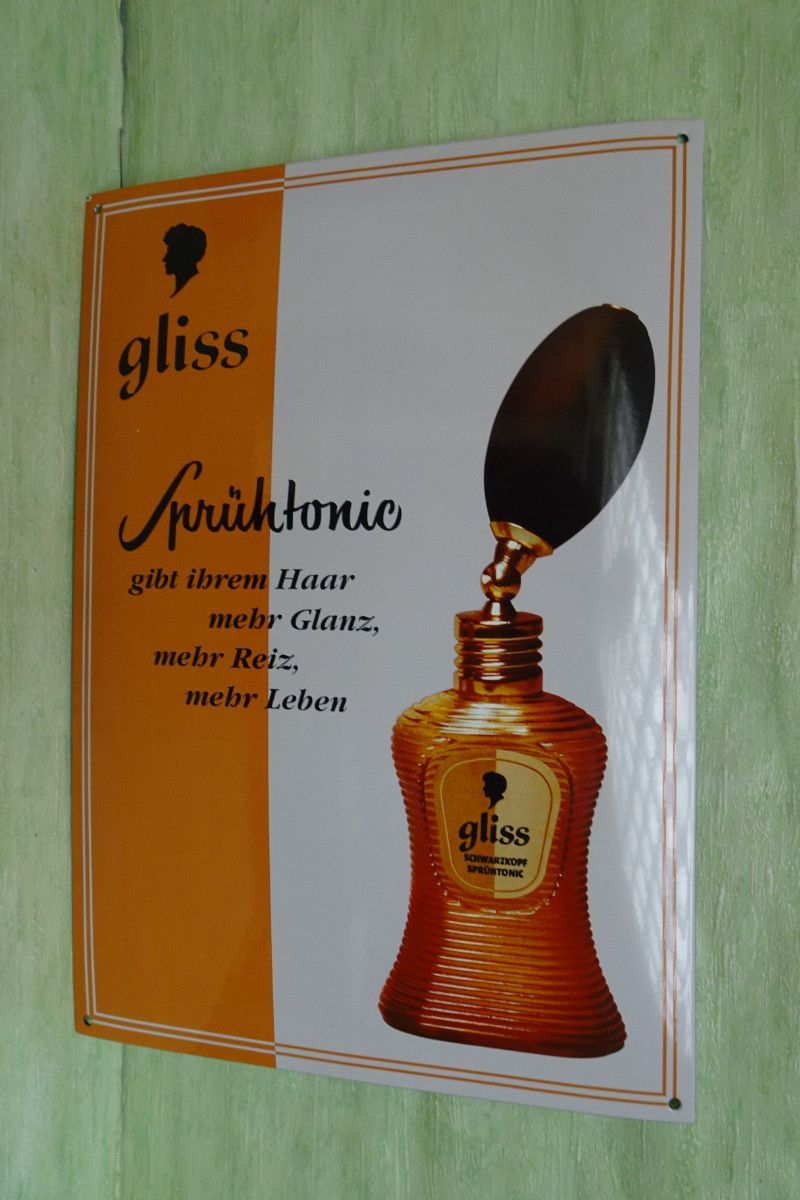 gliss
Sprühtonic
gibt ihrem Haar
mehr Glanz,
mehr Reiz,
mehr Leben
gliss
SCHWARZKOPF
SPRÜHTONIC